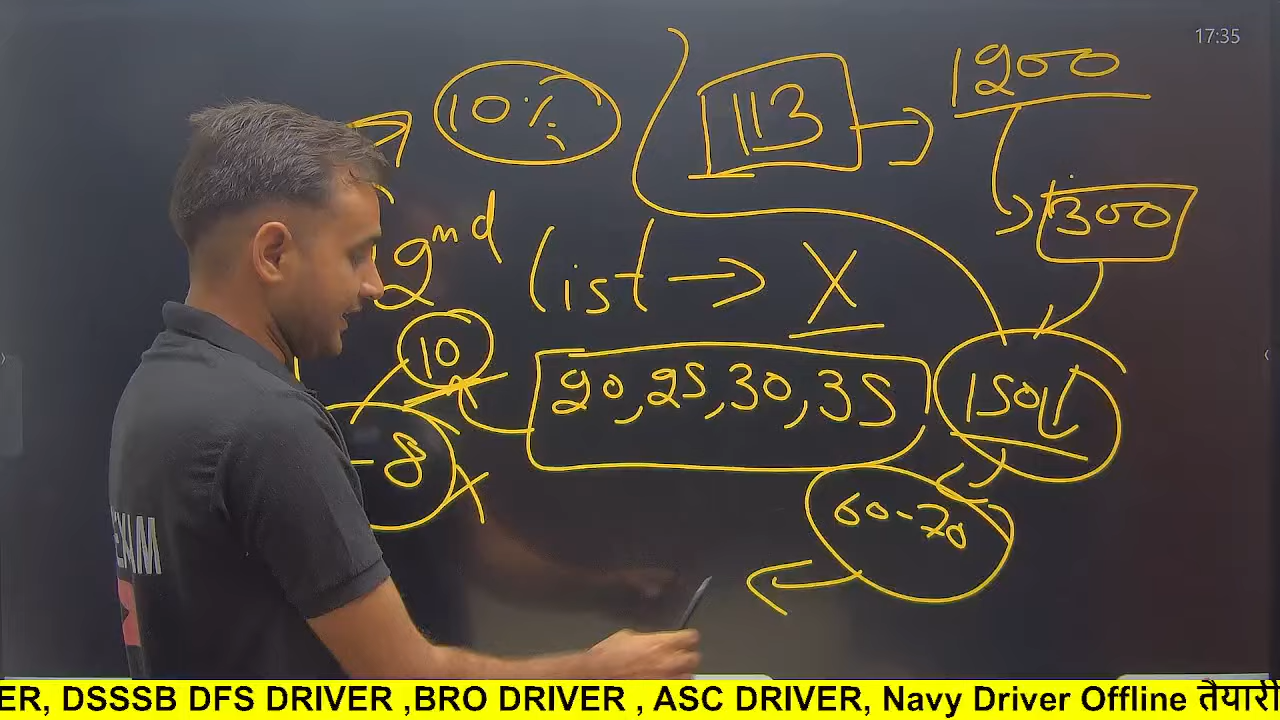 17:35
10%
113 → 1200
300
2nd list → X
10
20, 25, 30, 35
150
- 8 X
60-70
EXAM
ER, DSSSB DFS DRIVER ,BRO DRIVER , ASC DRIVER, Navy Driver Offline तैयारी